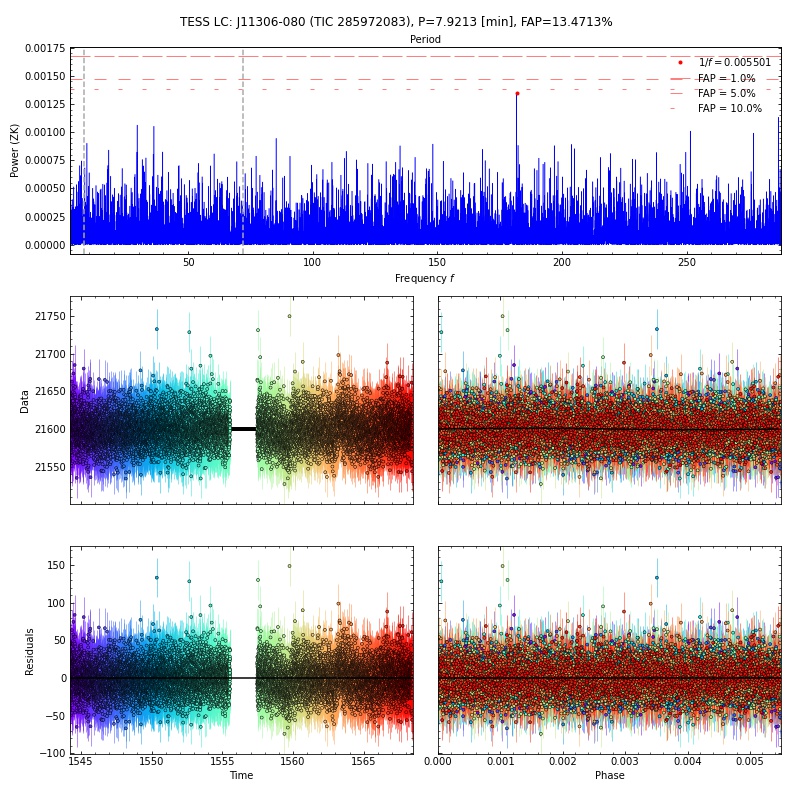 TESS LC: J11306-080 (TIC 285972083), P=7.9213 [min], FAP=13.4713%
Period
0.00175
0.00150
0.00125
0.00100
0.00075
0.00050
0.00025
0.00000
Power (ZK)
1/f = 0.005501
FAP = 1.0%
FAP = 5.0%
FAP = 10.0%
50 100 150 200 250
Frequency f
21750
21700
21650
21600
21550
Data
150
100
50
0
−50
−100
Residuals
1545 1550 1555 1560 1565
Time
0.000 0.001 0.002 0.003 0.004 0.005
Phase